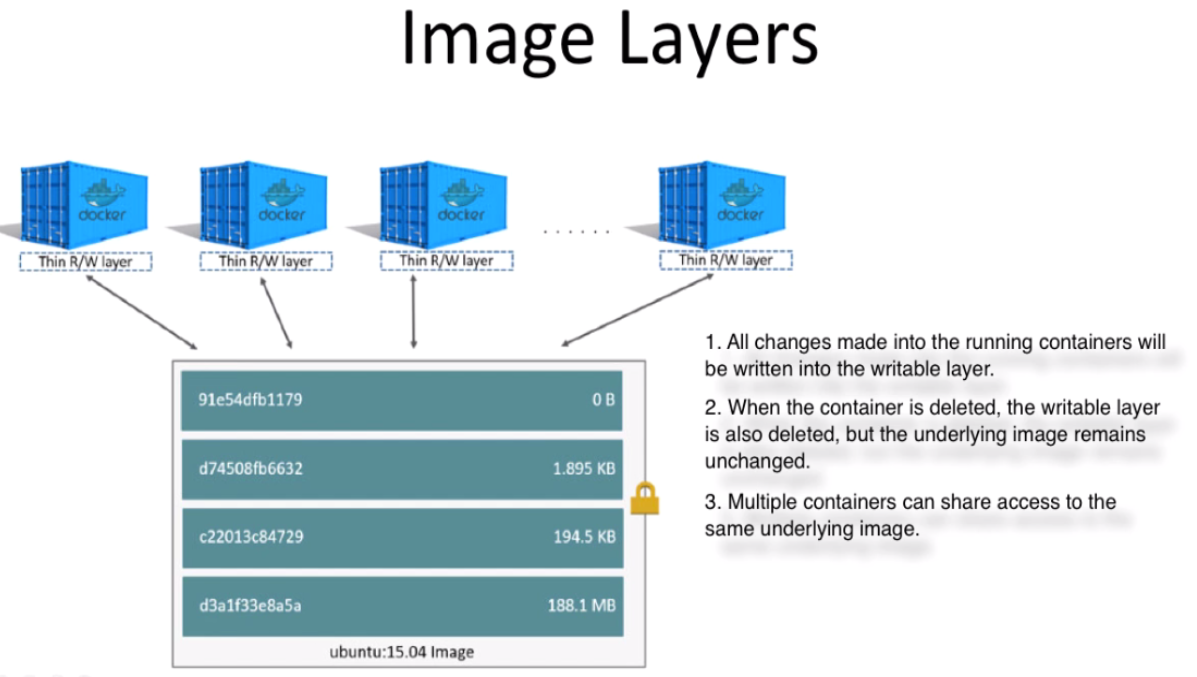 Image Layers
docker
docker
docker
docker
Thin R/W layer
Thin R/W layer
Thin R/W layer
. . . . . .
Thin R/W layer
1. All changes made into the running containers will
be written into the writable layer.
2. When the container is deleted, the writable layer
is also deleted, but the underlying image remains
unchanged.
3. Multiple containers can share access to the
same underlying image.
91e54dfb1179 0 B
d74508fb6632 1.895 KB
c22013c84729 194.5 KB
d3a1f33e8a5a 188.1 MB
ubuntu:15.04 Image